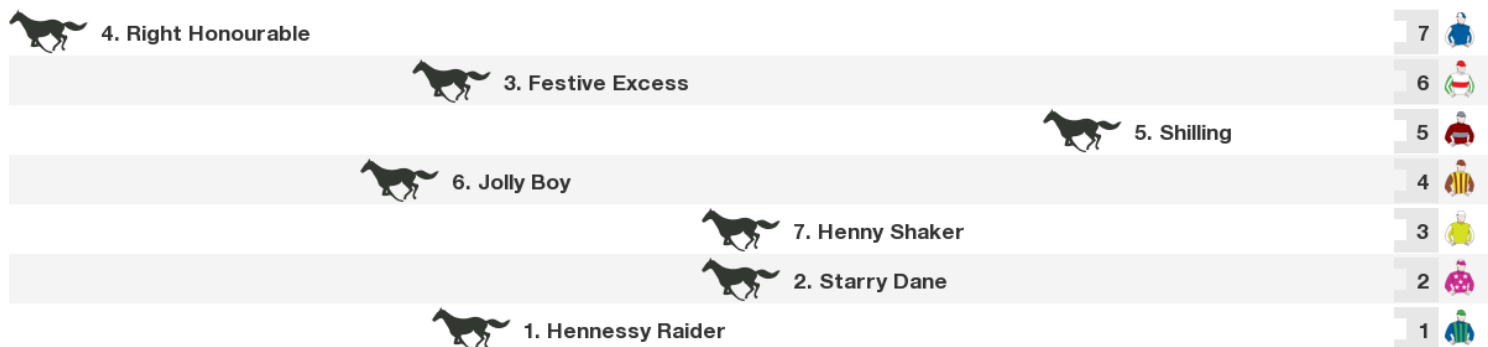 4. Right Honourable 7
3. Festive Excess 6
5. Shilling 5
6. Jolly Boy 4
7. Henny Shaker 3
2. Starry Dane 2
1. Hennessy Raider 1